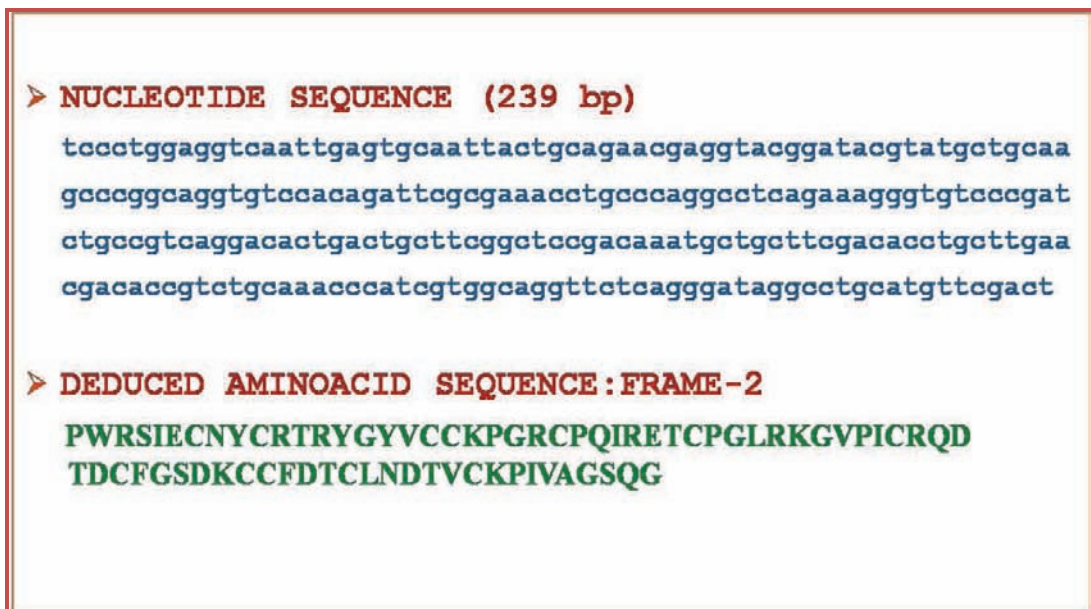 ➢ NUCLEOTIDE SEQUENCE (239 bp)
tccctggaggtcaattgagtgcaattactgcagaacgaggtacggatacgtatgctgcaa
gcccggcaggtgtccacagattcgcgaaacctgcccaggcctcagaaagggtgtcccgat
ctgccgtcaggacactgactgcttcggctccgacaaatgctgcttcgacacctgcttgaa
cgacaccgtctgcaaacccatcgtggcaggttctcagggataggcctgcatgttcgact
➢ DEDUCED AMINOACID SEQUENCE:FRAME-2
PWRSIECNYCRTRYGYVCCKPGRCPQIRETCPGLRKGVPICRQD
TDCFGSDKCCFDTCLNDTVCKPIVAGSQG